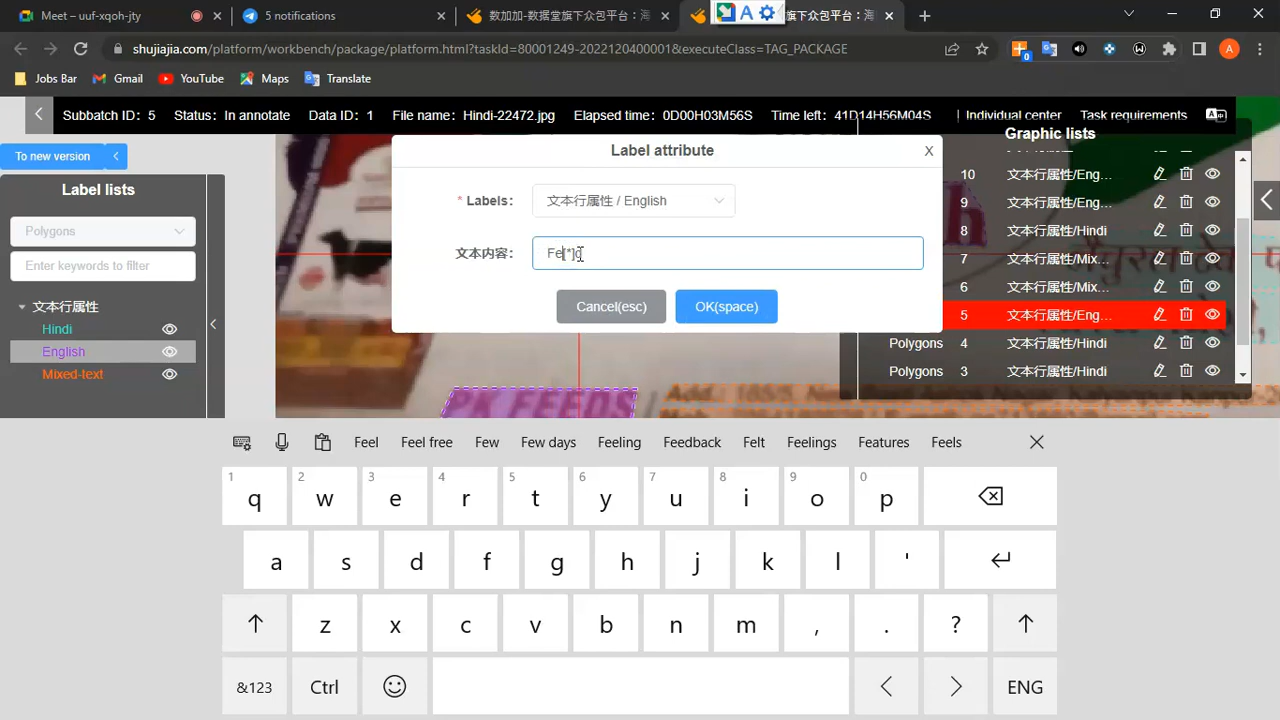 Meet – uuf-xqoh-jty
5 notifications
数加加-数据堂旗下众包平台：海
旗下众包平台：海
shujiajia.com/platform/workbench/package/platform.html?taskId=80001249-2022120400001&executeClass=TAG_PACKAGE
A
0
Jobs Bar
Gmail
YouTube
Maps
Translate
Subbatch ID：5
Status：In annotate
Data ID：1
File name：Hindi-22472.jpg
Elapsed time：0D00H03M56S
Time left：41D14H56M04S
Individual center
Task requirements
To new version
Label lists
Polygons
Enter keywords to filter
文本行属性
Hindi
English
Mixed-text
Label attribute
X
* Labels：
文本行属性 / English
文本内容：
Cancel(esc)
OK(space)
Graphic lists
10 文本行属性/Eng...
9 文本行属性/Eng...
8 文本行属性/Hindi
7 文本行属性/Mix...
6 文本行属性/Mix...
5 文本行属性/Eng...
Polygons 4 文本行属性/Hindi
Polygons 3 文本行属性/Hindi
PK FEEDS
Feel
Feel free
Few
Few days
Feeling
Feedback
Felt
Feelings
Features
Feels
1 2 3 4 5 6 7 8 9 0
q w e r t y u i o p
a s d f g h j k l '
z x c v b n m , . ?
&123
Ctrl
ENG